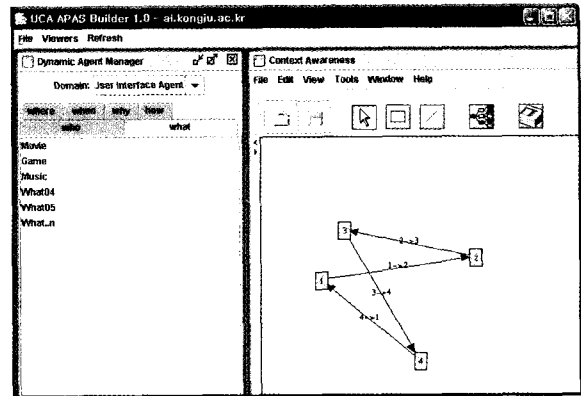 UCA APAS Builder 1.0 - ai.kongju.ac.kr
File Viewers Refresh
Dynamic Agent Manager
Domain: User Interface Agent
where when why how
who what
Movie
Game
Music
What04
What05
What..n
Context Awareness
File Edit View Tools Window Help
3
2->3
2
1->2
1
3->4
4->1
4